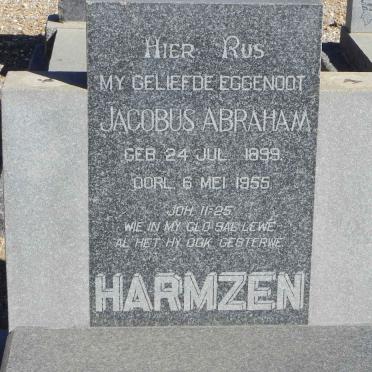 HIER RUS
MY GELIEFDE EGGENOOT
JACOBUS ABRAHAM
GEB. 24 JUL. 1899.
OORL. 6 MEI 1955
JOH. 11:25
WIE IN MY GLO SAL LEWE
AL HET HY OOK GESTERWE.
HARMZEN